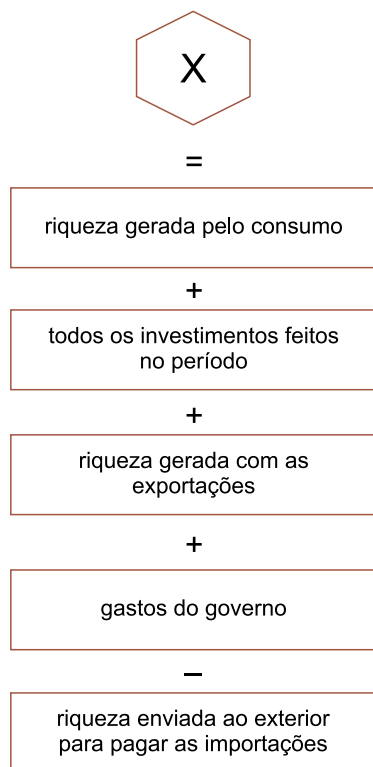 X
=
riqueza gerada pelo consumo
+
todos os investimentos feitos
no período
+
riqueza gerada com as
exportações
+
gastos do governo
–
riqueza enviada ao exterior
para pagar as importações